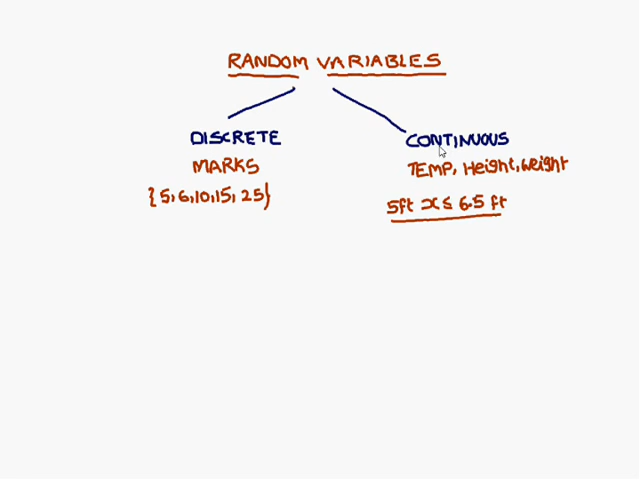 RANDOM VARIABLES
DISCRETE
MARKS
{5,6,10,15,25}
CONTINUOUS
TEMP, Height, weight
5ft x ≤ 6.5 ft